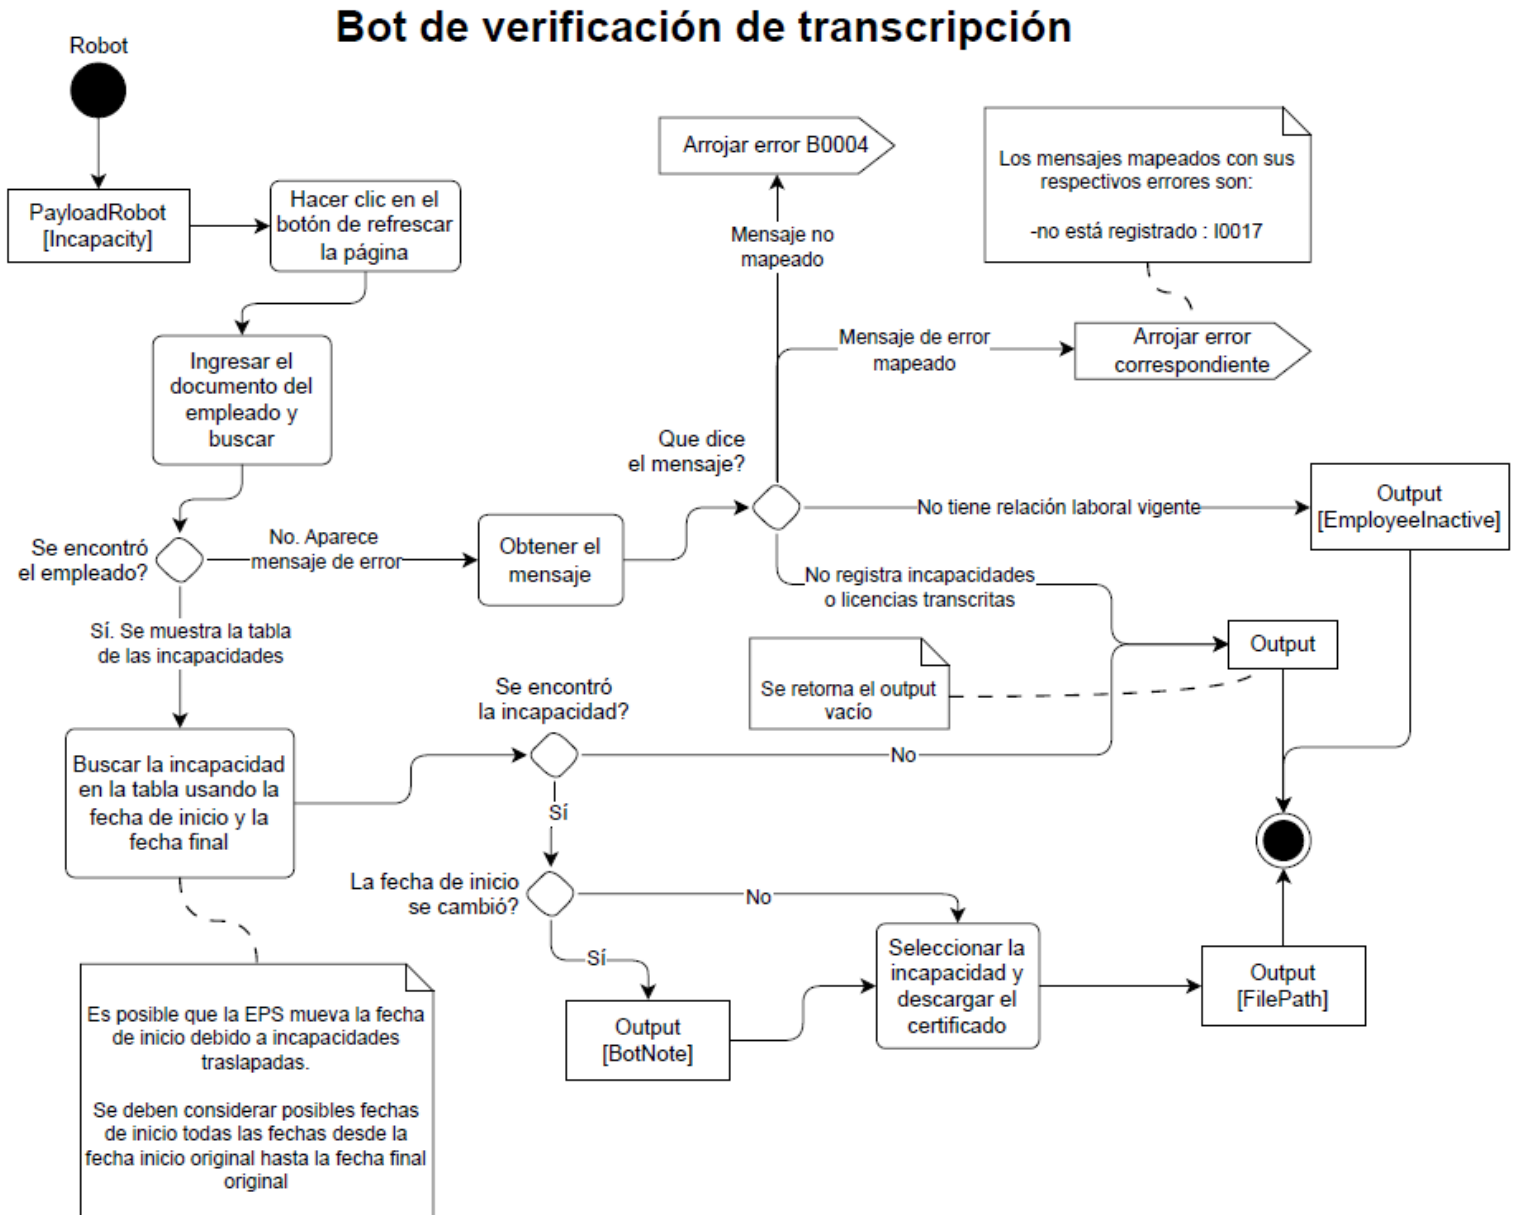 Bot de verificación de transcripción
Robot
PayloadRobot
[Incapacity]
Hacer clic en el
botón de refrescar
la página
Ingresar el
documento del
empleado y
buscar
Se encontró
el empleado?
No. Aparece
mensaje de error
Obtener el
mensaje
Que dice
el mensaje?
Mensaje no
mapeado
Arrojar error B0004
Mensaje de error
mapeado
Arrojar error
correspondiente
Los mensajes mapeados con sus
respectivos errores son:
-no está registrado : I0017
No tiene relación laboral vigente
Output
[EmployeeInactive]
No registra incapacidades
o licencias transcritas
Output
Se retorna el output
vacío
Sí. Se muestra la tabla
de las incapacidades
Buscar la incapacidad
en la tabla usando la
fecha de inicio y la
fecha final
Se encontró
la incapacidad?
No
Sí
La fecha de inicio
se cambió?
No
Sí
Output
[BotNote]
Seleccionar la
incapacidad y
descargar el
certificado
Output
[FilePath]
Es posible que la EPS mueva la fecha
de inicio debido a incapacidades
traslapadas.
Se deben considerar posibles fechas
de inicio todas las fechas desde la
fecha inicio original hasta la fecha final
original